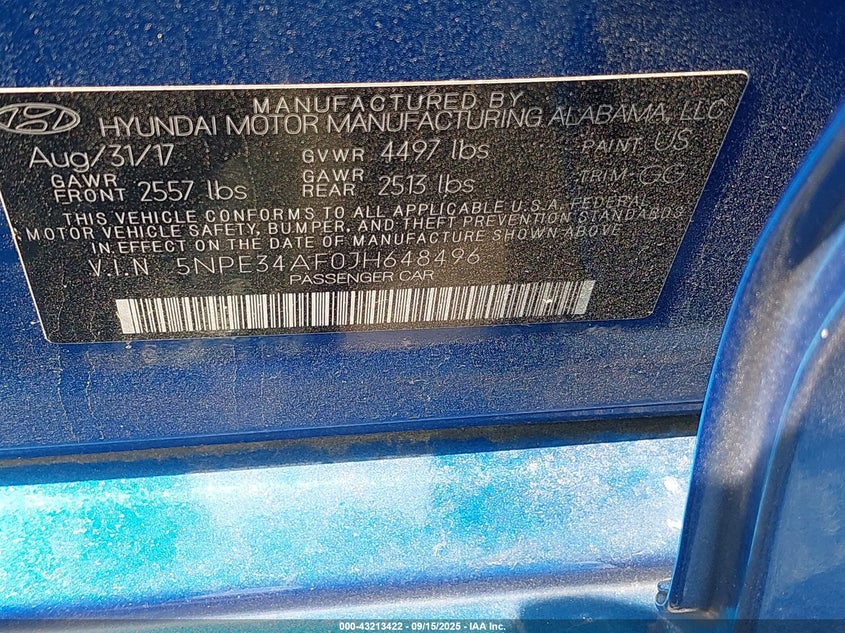 MANUFACTURED BY
HYUNDAI MOTOR MANUFACTURING ALABAMA, LLC
Aug/31/17 GVWR 4497 lbs PAINT US
GAWR FRONT 2557 lbs GAWR REAR 2513 lbs TRIM GG
THIS VEHICLE CONFORMS TO ALL APPLICABLE U.S.A. FEDERAL
MOTOR VEHICLE SAFETY, BUMPER, AND THEFT PREVENTION STANDARDS
IN EFFECT ON THE DATE OF MANUFACTURE SHOWN ABOVE
V.I.N 5NPE34AF0JH648496
PASSENGER CAR
000-43213422 - 09/15/2025 - IAA Inc.